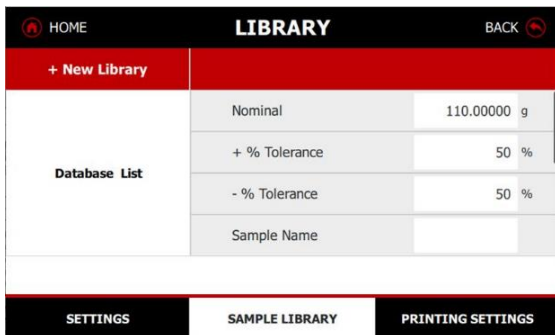 HOME LIBRARY BACK
+ New Library
Nominal 110.00000 g
+ % Tolerance 50 %
Database List
- % Tolerance 50 %
Sample Name
SETTINGS SAMPLE LIBRARY PRINTING SETTINGS